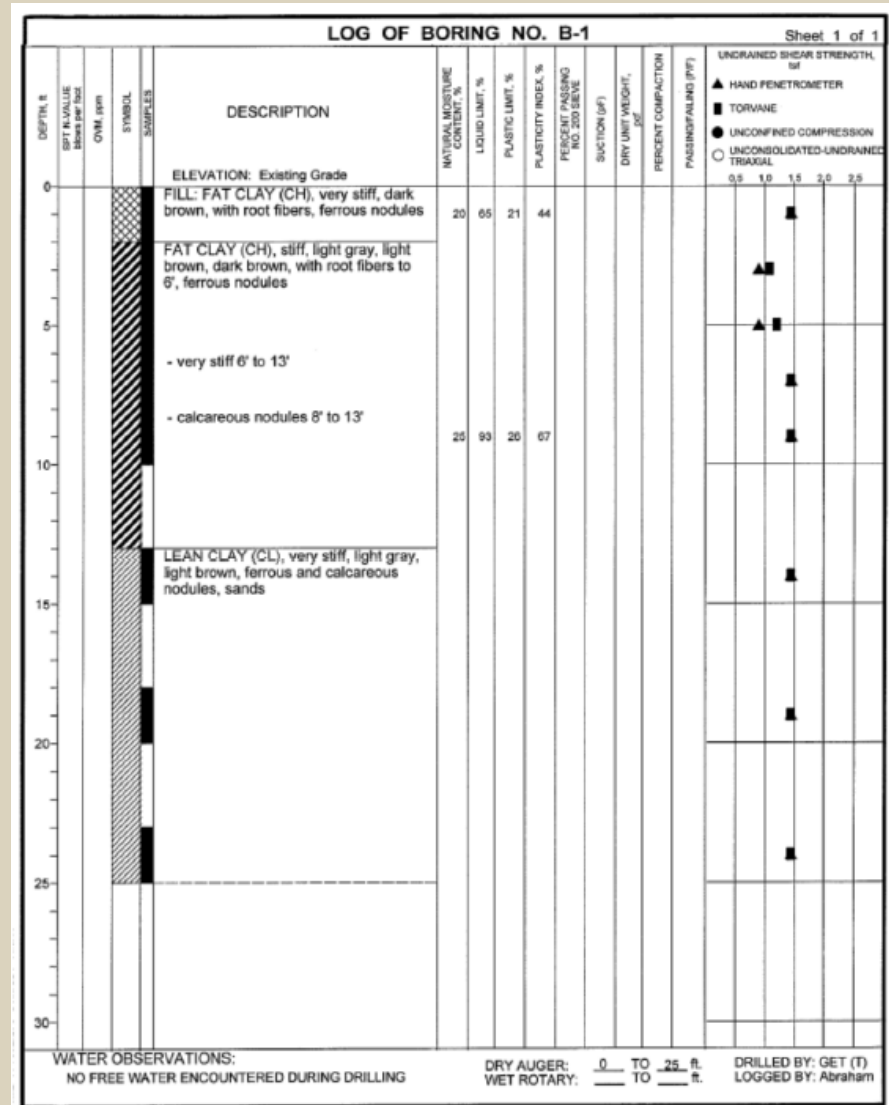 LOG OF BORING NO. B-1
Sheet 1 of 1
DEPTH, ft
SPT N-VALUE
blows per foot
OVM, ppm
SYMBOL
SAMPLES
DESCRIPTION
ELEVATION: Existing Grade
NATURAL MOISTURE
CONTENT, %
LIQUID LIMIT, %
PLASTIC LIMIT, %
PLASTICITY INDEX, %
PERCENT PASSING
NO. 200 SIEVE
SUCTION (pF)
DRY UNIT WEIGHT,
pcf
PERCENT COMPACTION
PASSING/FAILING (P/F)
UNDRAINED SHEAR STRENGTH,
tsf
HAND PENETROMETER
TORVANE
UNCONFINED COMPRESSION
UNCONSOLIDATED-UNDRAINED
TRIAXIAL
0.5 1.0 1.5 2.0 2.5
0
FILL: FAT CLAY (CH), very stiff, dark
brown, with root fibers, ferrous nodules
20 65 21 44
FAT CLAY (CH), stiff, light gray, light
brown, dark brown, with root fibers to
6', ferrous nodules
5
- very stiff 6' to 13'
- calcareous nodules 8' to 13'
25 93 26 67
10
LEAN CLAY (CL), very stiff, light gray,
light brown, ferrous and calcareous
nodules, sands
15
20
25
30
WATER OBSERVATIONS:
NO FREE WATER ENCOUNTERED DURING DRILLING
DRY AUGER: 0 TO 25 ft.
WET ROTARY: ___ TO ___ ft.
DRILLED BY: GET (T)
LOGGED BY: Abraham